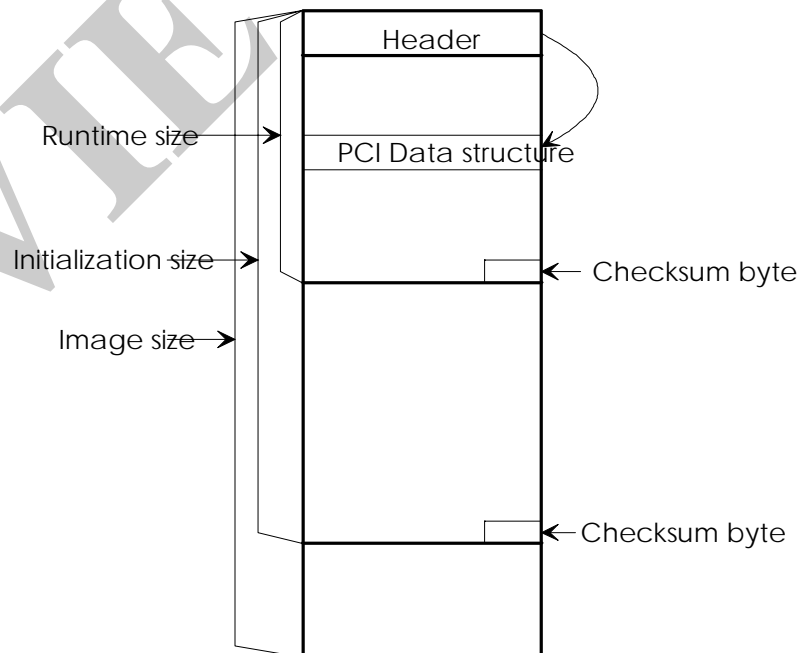 Header
Runtime size
PCI Data structure
Initialization size
Checksum byte
Image size
Checksum byte